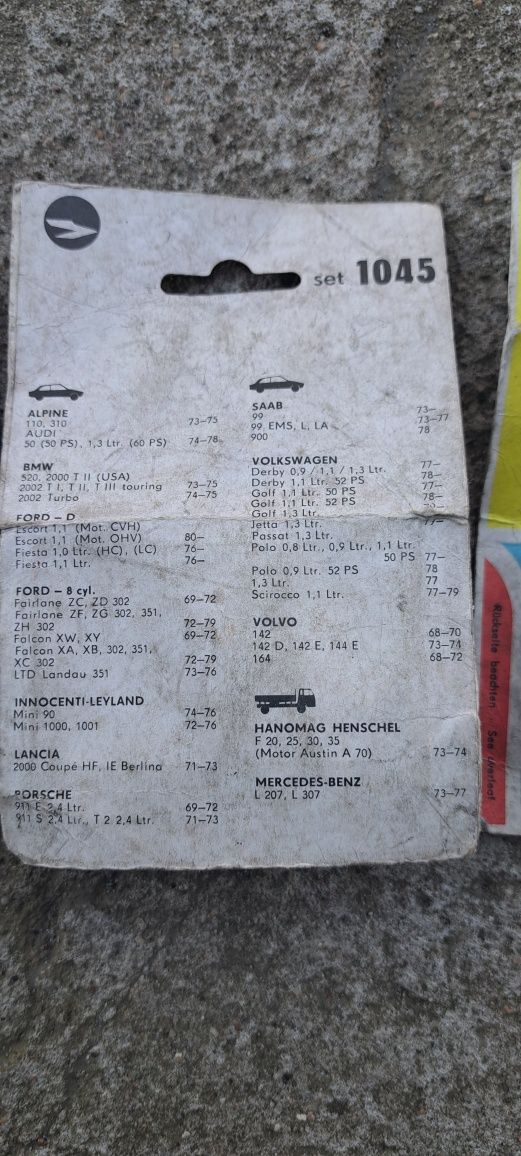 set 1045
ALPINE
110, 310 73–75
AUDI
50 (50 PS), 1,3 Ltr. (60 PS) 74–78
BMW
520, 2000 T II (USA)
2002 T I, T II, T III touring 73–75
2002 Turbo 74–75
FORD – D
Escort 1,1 (Mot. CVH)
Escort 1,1 (Mot. OHV) 80–
Fiesta 1,0 Ltr. (HC), (LC) 76–
Fiesta 1,1 Ltr. 76–
FORD – 8 cyl.
Fairlane ZC, ZD 302 69–72
Fairlane ZF, ZG 302, 351,
ZH 302 72–79
Falcon XW, XY 69–72
Falcon XA, XB, 302, 351,
XC 302 72–79
LTD Landau 351 73–76
INNOCENTI-LEYLAND
Mini 90 74–76
Mini 1000, 1001 72–76
LANCIA
2000 Coupé HF, IE Berlina 71–73
PORSCHE
911 E 2,4 Ltr. 69–72
911 S 2,4 Ltr., T 2 2,4 Ltr. 71–73
SAAB
99 73–
99 EMS, L, LA 73–77
900 78
VOLKSWAGEN
Derby 0,9 / 1,1 / 1,3 Ltr. 77–
Derby 1,1 Ltr. 52 PS 78–
Golf 1,1 Ltr. 50 PS 77–
Golf 1,1 Ltr. 52 PS 78–
Golf 1,3 Ltr.
Jetta 1,3 Ltr. 77–
Passat 1,3 Ltr.
Polo 0,8 Ltr., 0,9 Ltr., 1,1 Ltr.
50 PS 77–
Polo 0,9 Ltr. 52 PS 78
1,3 Ltr. 77
Scirocco 1,1 Ltr. 77–79
VOLVO
142 68–70
142 D, 142 E, 144 E 73–74
164 68–72
HANOMAG HENSCHEL
F 20, 25, 30, 35
(Motor Austin A 70) 73–74
MERCEDES-BENZ
L 207, L 307 73–77
Rückseite beachten . See overleaf